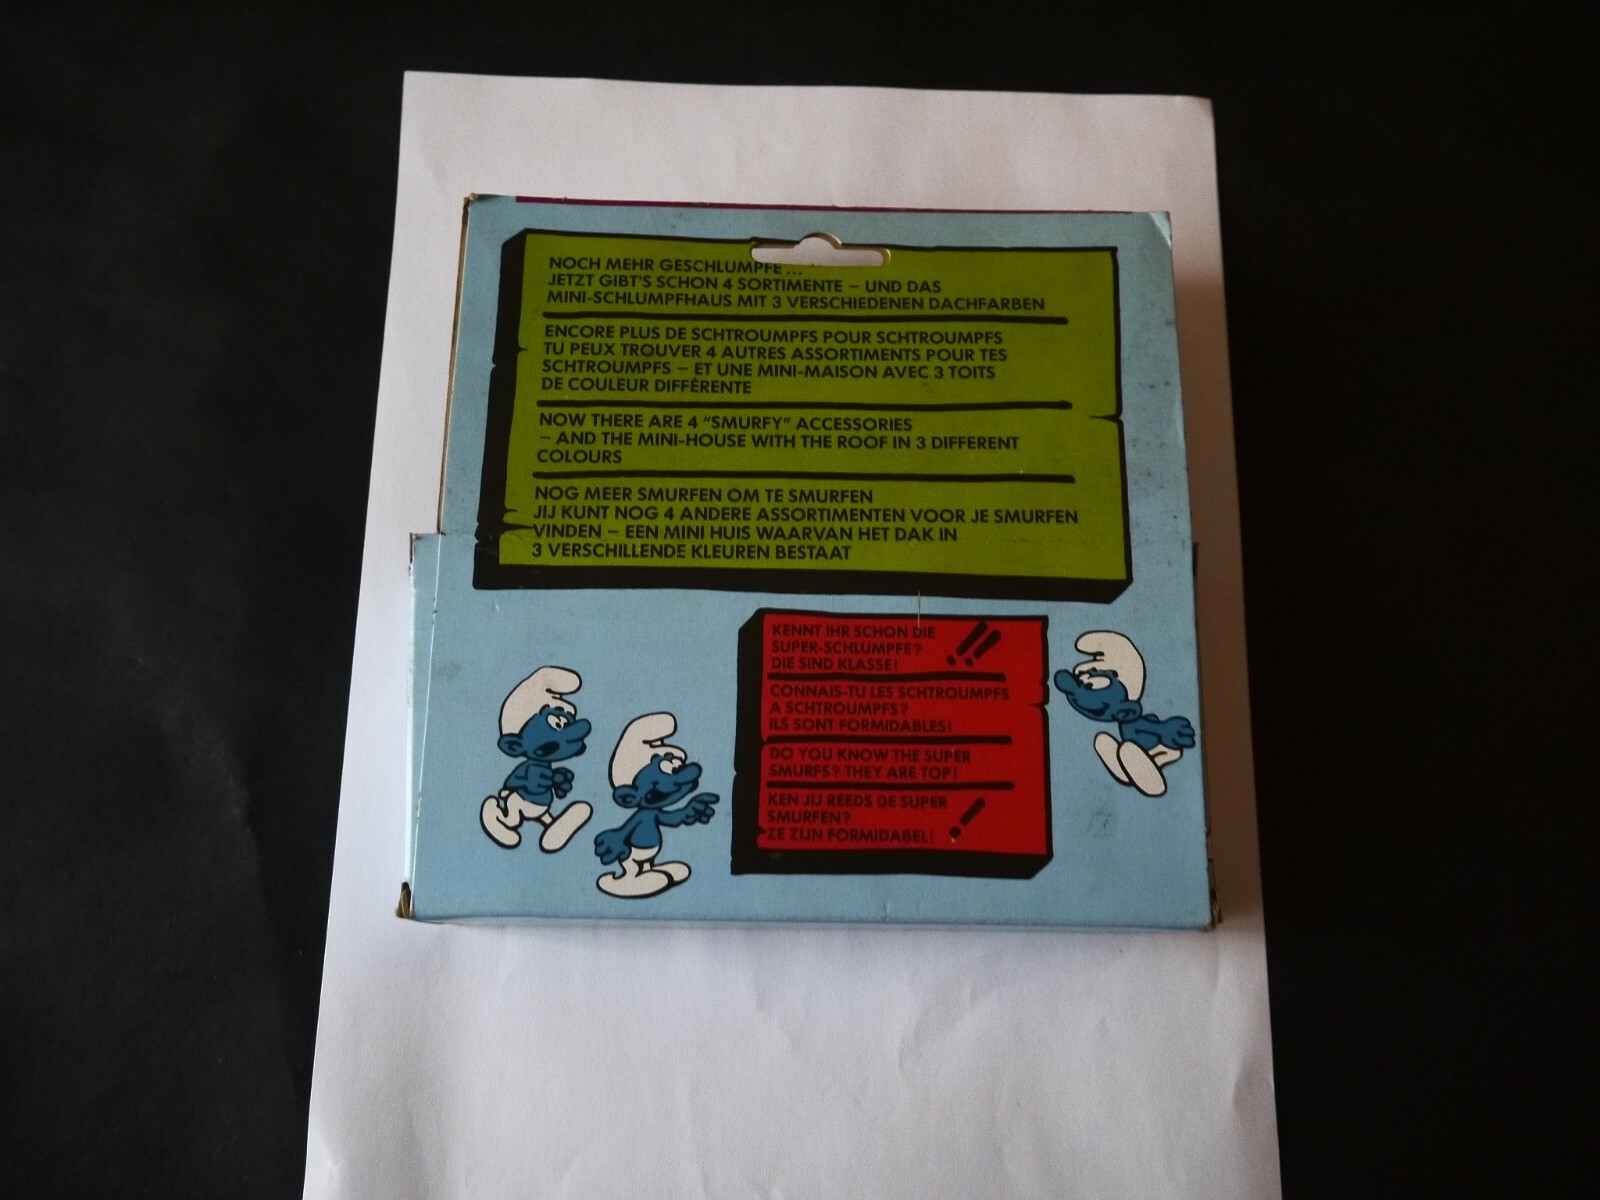 NOCH MEHR GESCHLUMPFE ...
JETZT GIBT'S SCHON 4 SORTIMENTE – UND DAS
MINI-SCHLUMPFHAUS MIT 3 VERSCHIEDENEN DACHFARBEN
ENCORE PLUS DE SCHTROUMPFS POUR SCHTROUMPFS
TU PEUX TROUVER 4 AUTRES ASSORTIMENTS POUR TES
SCHTROUMPFS – ET UNE MINI-MAISON AVEC 3 TOITS
DE COULEUR DIFFÉRENTE
NOW THERE ARE 4 "SMURFY" ACCESSORIES
– AND THE MINI-HOUSE WITH THE ROOF IN 3 DIFFERENT
COLOURS
NOG MEER SMURFEN OM TE SMURFEN
JIJ KUNT NOG 4 ANDERE ASSORTIMENTEN VOOR JE SMURFEN
VINDEN – EEN MINI HUIS WAARVAN HET DAK IN
3 VERSCHILLENDE KLEUREN BESTAAT
KENNT IHR SCHON DIE
SUPER-SCHLUMPFE?
DIE SIND KLASSE! !!
CONNAIS-TU LES SCHTROUMPFS
A SCHTROUMPFS?
ILS SONT FORMIDABLES!
DO YOU KNOW THE SUPER
SMURFS? THEY ARE TOP!
KEN JIJ REEDS DE SUPER
SMURFEN?
ZE ZIJN FORMIDABEL! !